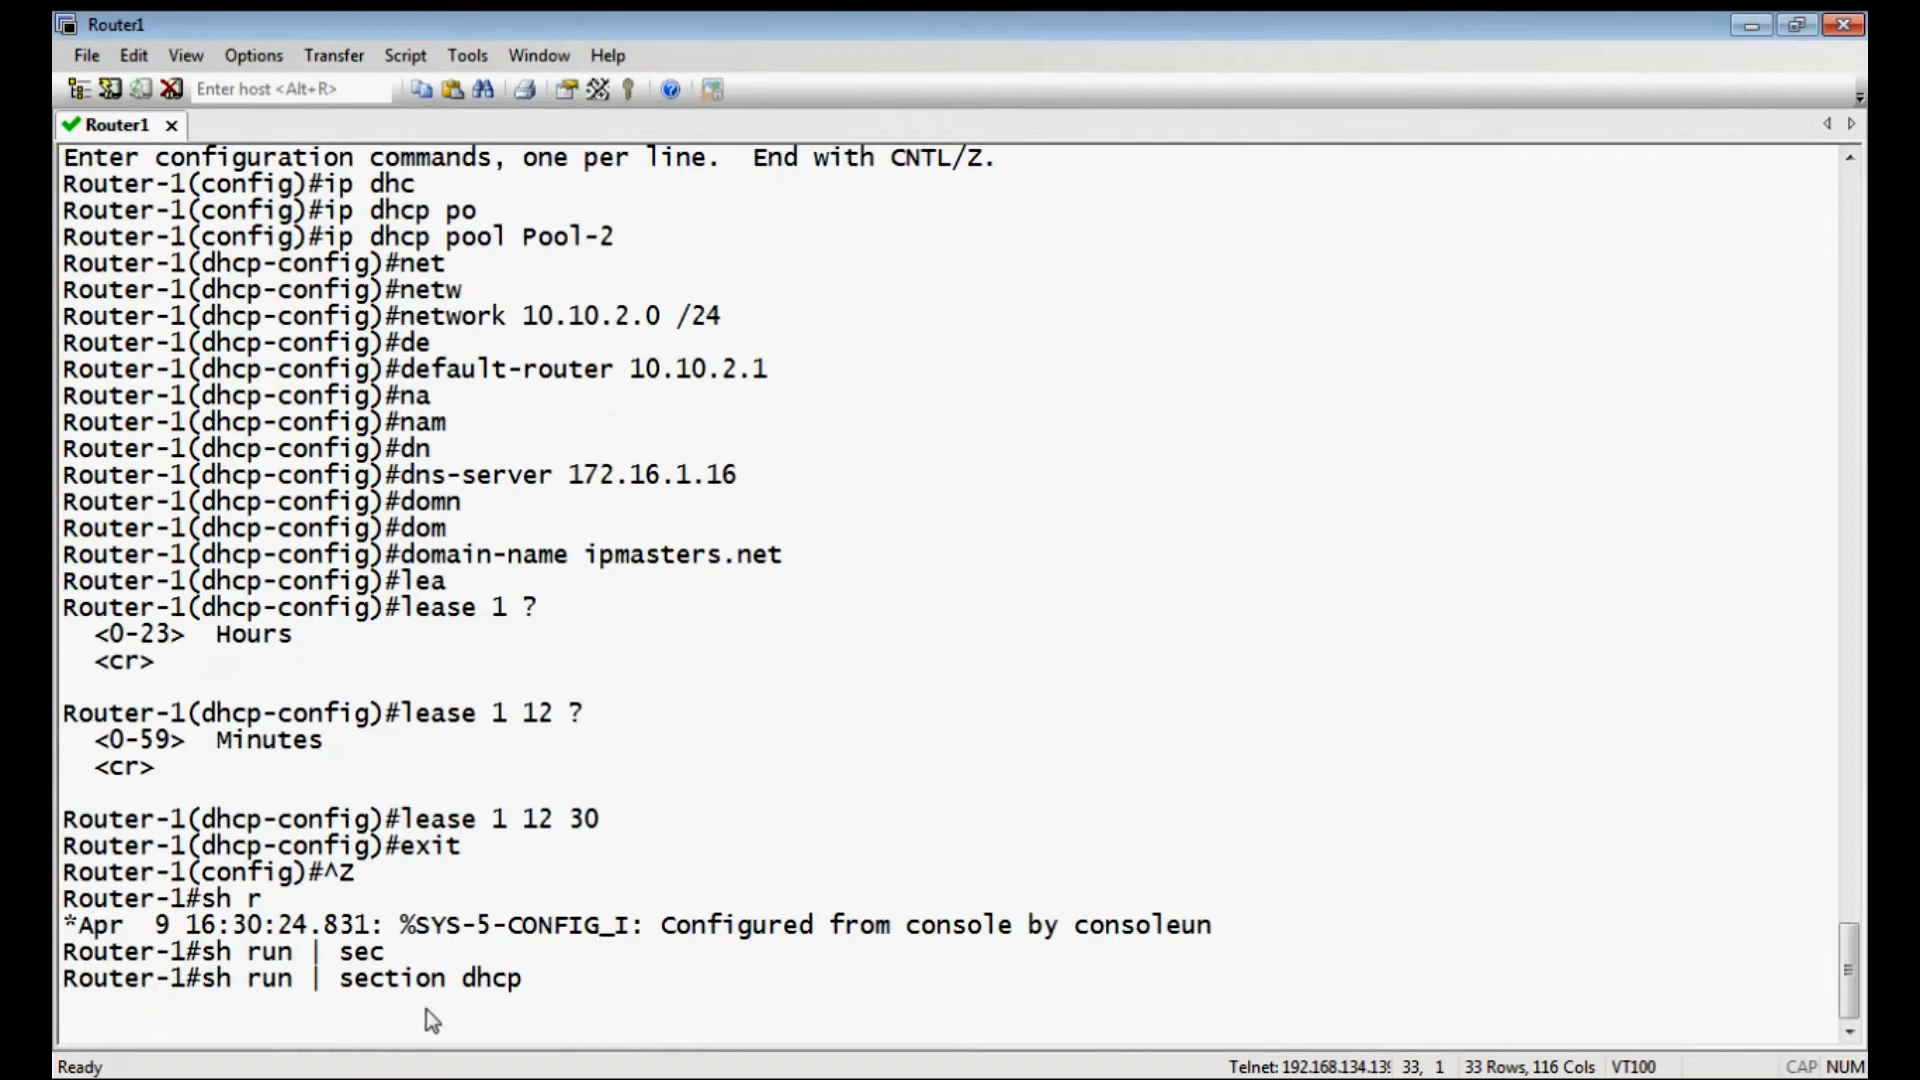 Router1
File Edit View Options Transfer Script Tools Window Help
Enter host <Alt+R>
Router1
Enter configuration commands, one per line.  End with CNTL/Z.
Router-1(config)#ip dhc
Router-1(config)#ip dhcp po
Router-1(config)#ip dhcp pool Pool-2
Router-1(dhcp-config)#net
Router-1(dhcp-config)#netw
Router-1(dhcp-config)#network 10.10.2.0 /24
Router-1(dhcp-config)#de
Router-1(dhcp-config)#default-router 10.10.2.1
Router-1(dhcp-config)#na
Router-1(dhcp-config)#nam
Router-1(dhcp-config)#dn
Router-1(dhcp-config)#dns-server 172.16.1.16
Router-1(dhcp-config)#domn
Router-1(dhcp-config)#dom
Router-1(dhcp-config)#domain-name ipmasters.net
Router-1(dhcp-config)#lea
Router-1(dhcp-config)#lease 1 ?
<0-23>  Hours
<cr>
Router-1(dhcp-config)#lease 1 12 ?
<0-59>  Minutes
<cr>
Router-1(dhcp-config)#lease 1 12 30
Router-1(dhcp-config)#exit
Router-1(config)#^Z
Router-1#sh r
*Apr  9 16:30:24.831: %SYS-5-CONFIG_I: Configured from console by consoleun
Router-1#sh run | sec
Router-1#sh run | section dhcp
Ready Telnet: 192.168.134.139 33, 1 33 Rows, 116 Cols VT100 CAP NUM